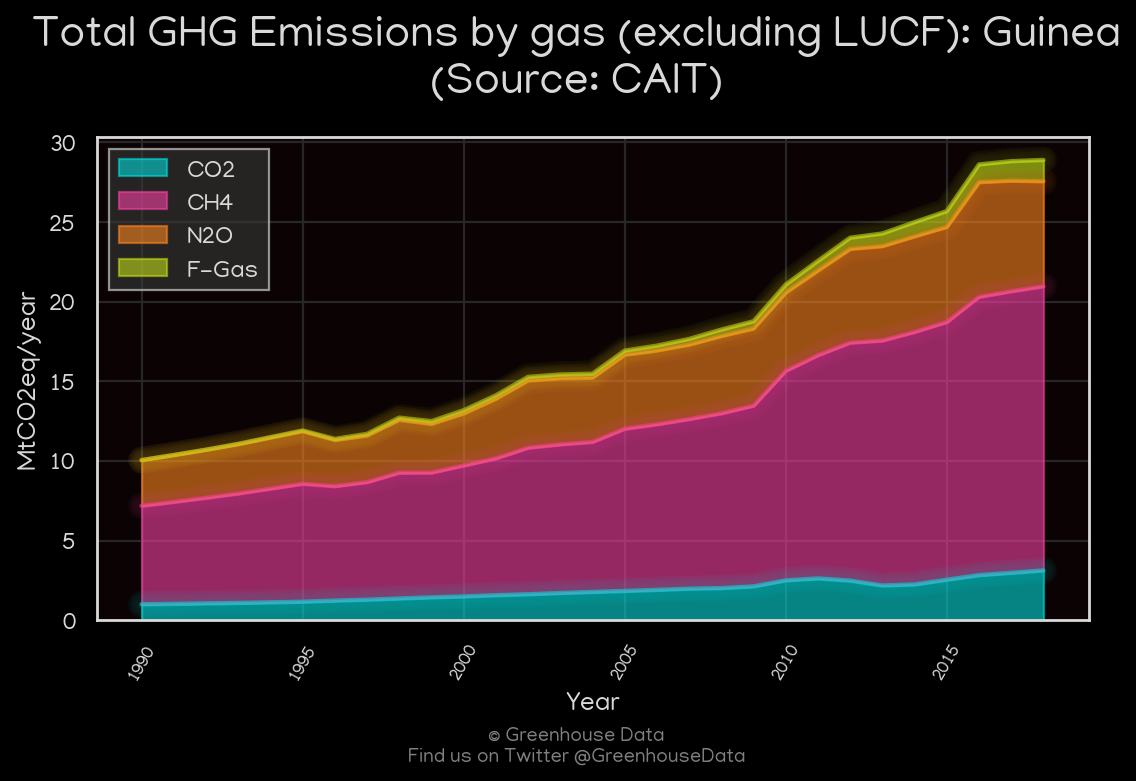 Total GHG Emissions by gas (excluding LUCF): Guinea
(Source: CAIT)
30
25
20
15
10
5
0
MtCO2eq/year
CO2
CH4
N2O
F-Gas
1990
1995
2000
2005
2010
2015
Year
© Greenhouse Data
Find us on Twitter @GreenhouseData